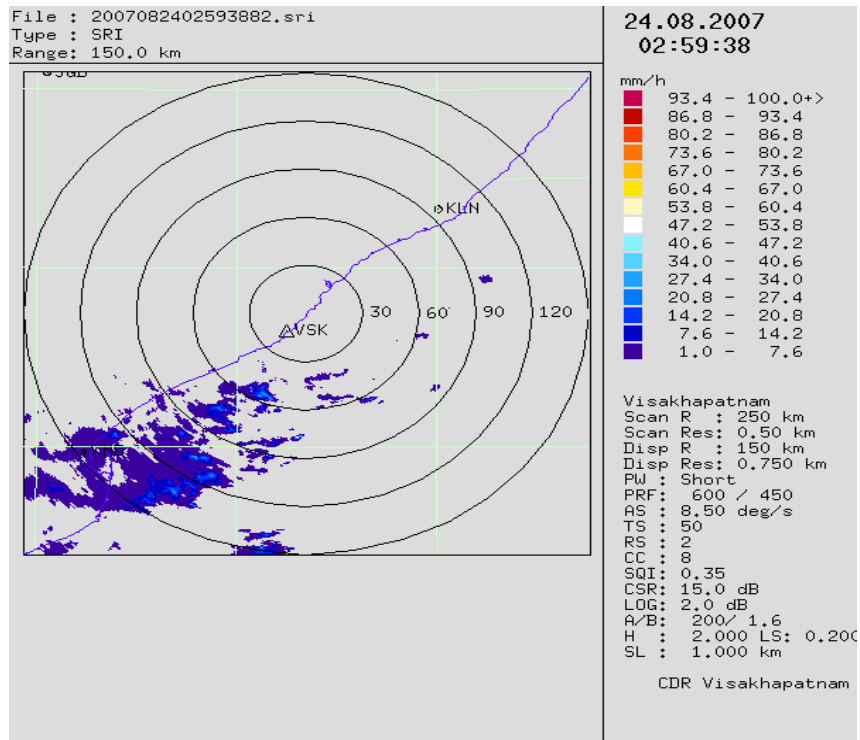 File : 2007082402593882.sri
Type : SRI
Range: 150.0 km
24.08.2007
02:59:38
mm/h
93.4 - 100.0+>
86.8 - 93.4
80.2 - 86.8
73.6 - 80.2
67.0 - 73.6
60.4 - 67.0
53.8 - 60.4
47.2 - 53.8
40.6 - 47.2
34.0 - 40.6
27.4 - 34.0
20.8 - 27.4
14.2 - 20.8
7.6 - 14.2
1.0 - 7.6
KLN
30 60 90 120
VSK
Visakhapatnam
Scan R : 250 km
Scan Res: 0.50 km
Disp R : 150 km
Disp Res: 0.750 km
PW : Short
PRF: 600 / 450
AS : 8.50 deg/s
TS : 50
RS : 2
CC : 8
SQI: 0.35
CSR: 15.0 dB
LOG: 2.0 dB
A/B: 200/ 1.6
H : 2.000 LS: 0.200
SL : 1.000 km
CDR Visakhapatnam